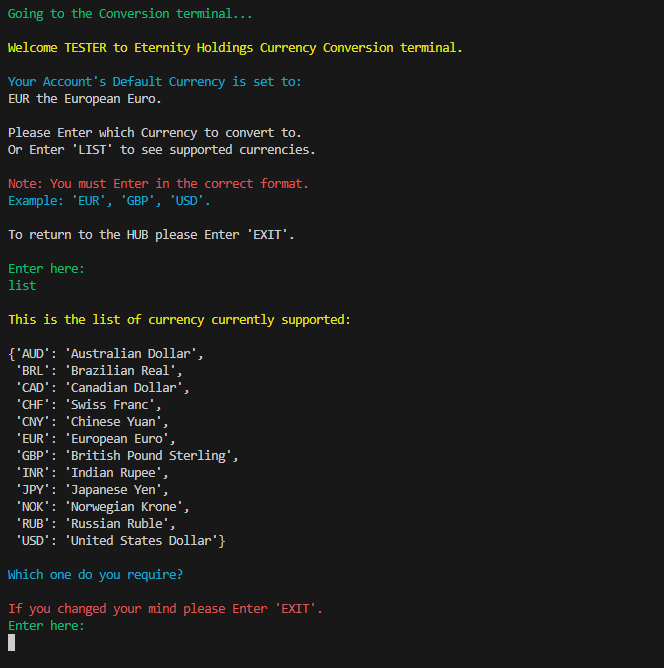 Going to the Conversion terminal...
Welcome TESTER to Eternity Holdings Currency Conversion terminal.
Your Account's Default Currency is set to:
EUR the European Euro.
Please Enter which Currency to convert to.
Or Enter 'LIST' to see supported currencies.
Note: You must Enter in the correct format.
Example: 'EUR', 'GBP', 'USD'.
To return to the HUB please Enter 'EXIT'.
Enter here:
list
This is the list of currency currently supported:
{'AUD': 'Australian Dollar',
 'BRL': 'Brazilian Real',
 'CAD': 'Canadian Dollar',
 'CHF': 'Swiss Franc',
 'CNY': 'Chinese Yuan',
 'EUR': 'European Euro',
 'GBP': 'British Pound Sterling',
 'INR': 'Indian Rupee',
 'JPY': 'Japanese Yen',
 'NOK': 'Norwegian Krone',
 'RUB': 'Russian Ruble',
 'USD': 'United States Dollar'}
Which one do you require?
If you changed your mind please Enter 'EXIT'.
Enter here: